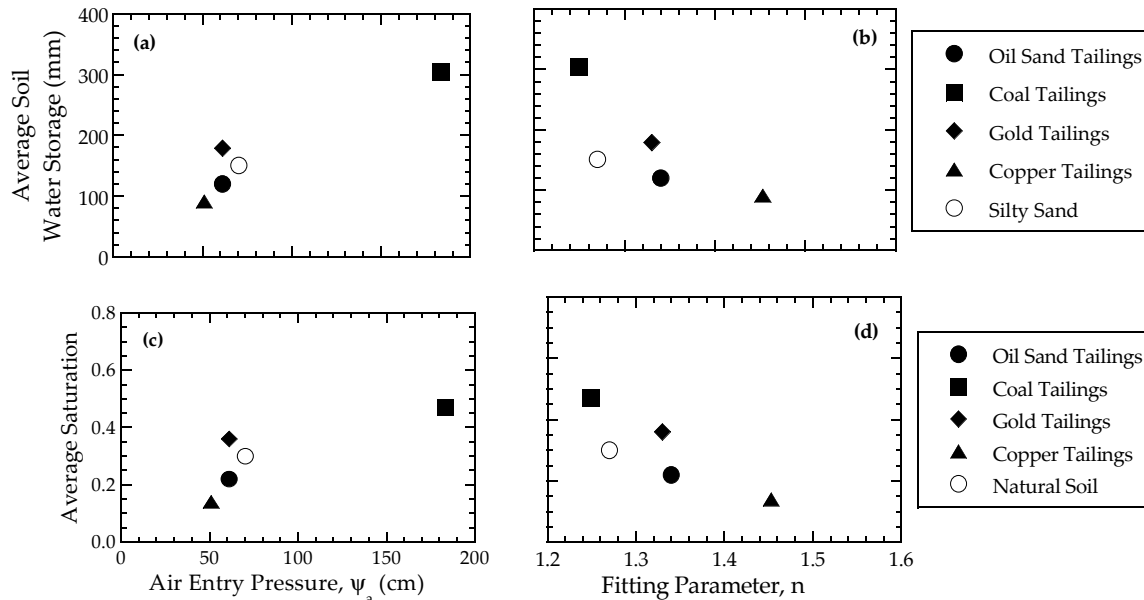 Average Soil
Water Storage (mm)
400
300
200
100
0
(a)
(b)
Oil Sand Tailings
Coal Tailings
Gold Tailings
Copper Tailings
Silty Sand
Average Saturation
0.8
0.6
0.4
0.2
0.0
(c)
0
50
100
150
200
Air Entry Pressure, ψa (cm)
(d)
1.2
1.3
1.4
1.5
1.6
Fitting Parameter, n
Oil Sand Tailings
Coal Tailings
Gold Tailings
Copper Tailings
Natural Soil